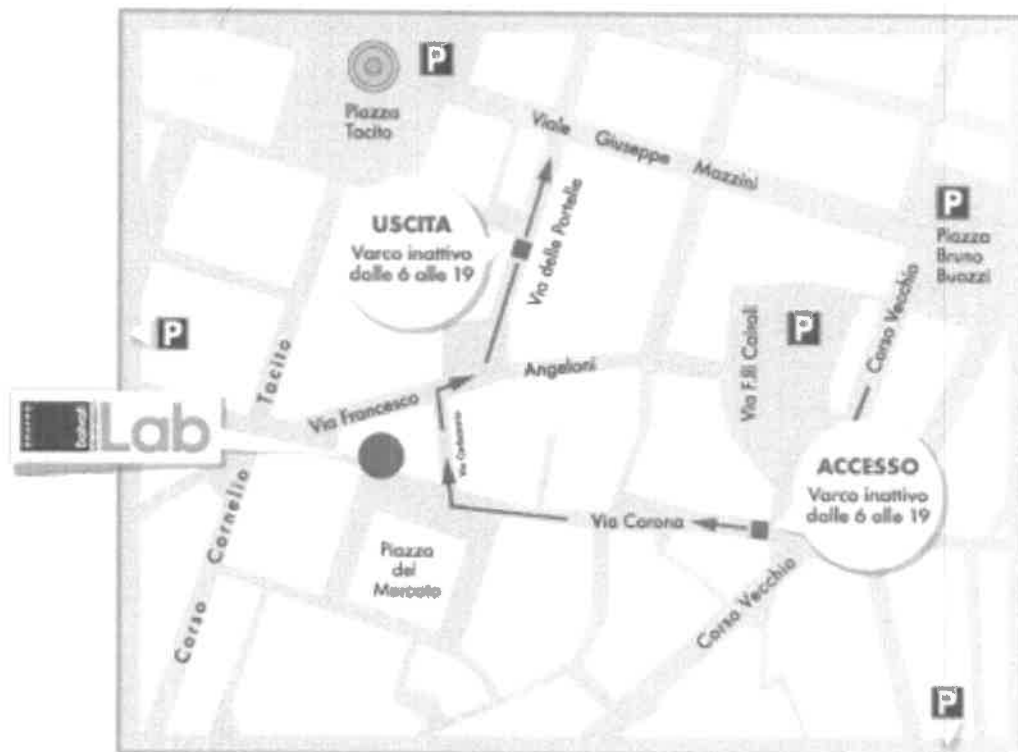 P
Piazza
Tacito
Viale Giuseppe Mazzini
USCITA
Varco inattivo
dalle 6 alle 19
Via delle Portelle
P
Piazza
Bruno
Buozzi
P
P
Corso Vecchio
Via F.lli Cairoli
Via Francesco Angeloni
Lab
Corso Cornelio Tacito
ACCESSO
Varco inattivo
dalle 6 alle 19
Via Corona
Piazza
del
Mercato
Corso Vecchio
P